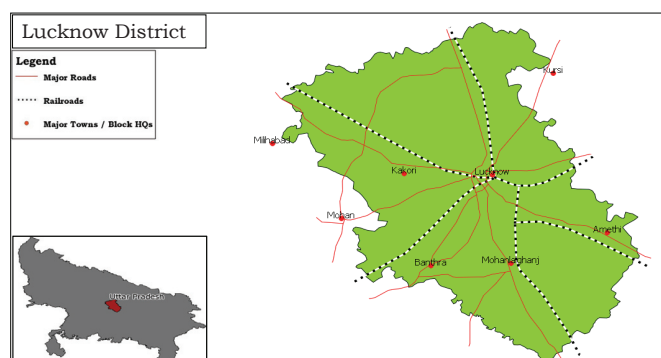 Lucknow District
Legend
Major Roads
Railroads
Major Towns / Block HQs
Kursi
Milhabad
Kakori
Lucknow
Mohan
Amethi
Banthra
Mohanlalganj
Uttar Pradesh